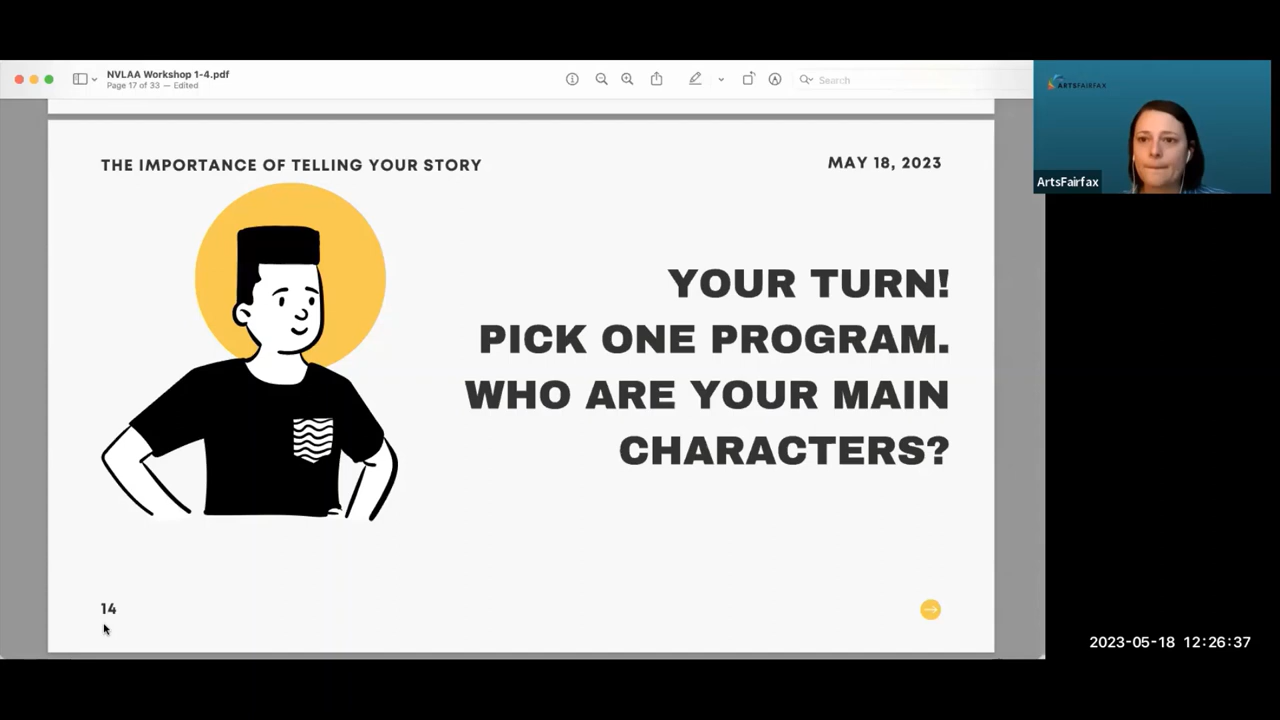 NVLAA Workshop 1-4.pdf
Page 17 of 33 — Edited
Search
ARTSFAIRFAX
ArtsFairfax
THE IMPORTANCE OF TELLING YOUR STORY
MAY 18, 2023
YOUR TURN!
PICK ONE PROGRAM.
WHO ARE YOUR MAIN
CHARACTERS?
14
2023-05-18 12:26:37